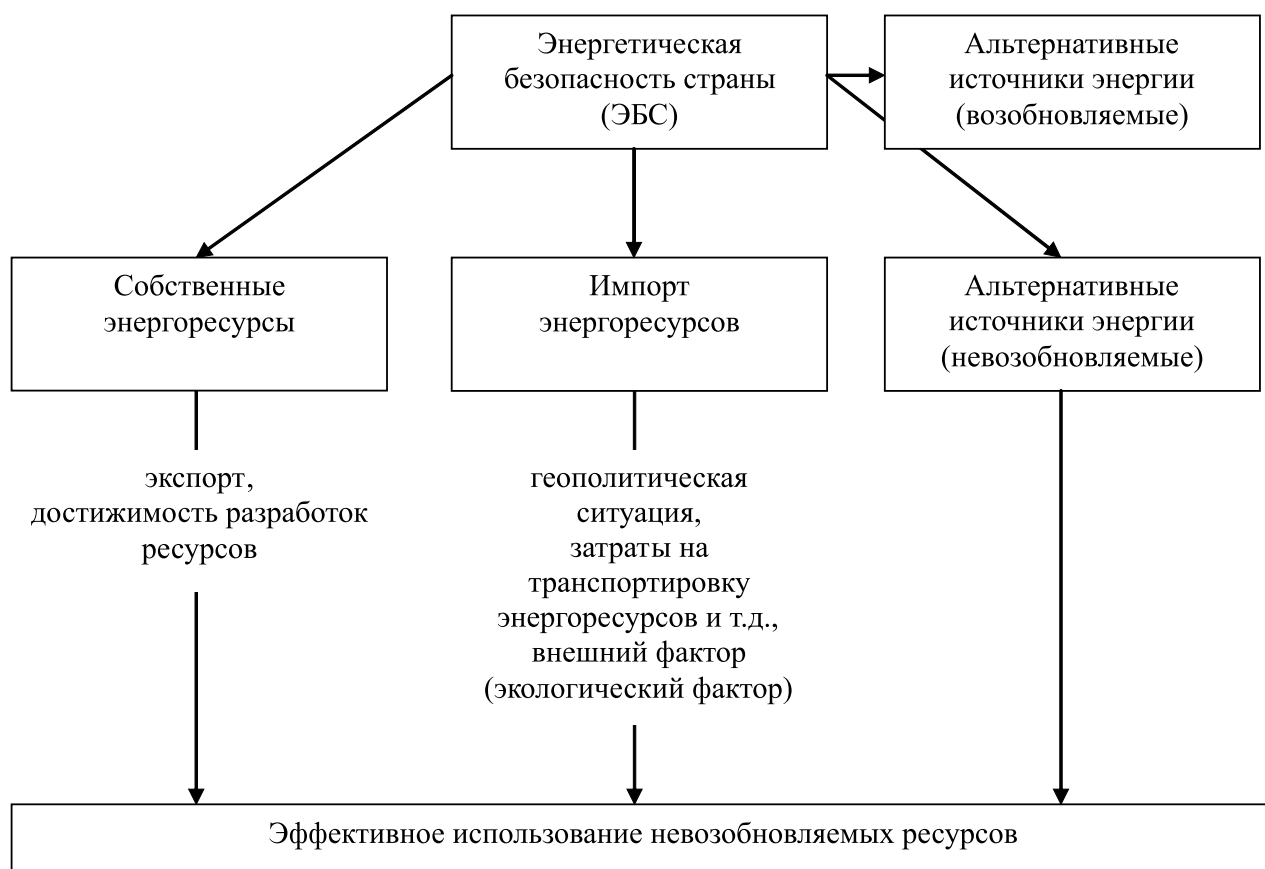 Энергетическая
безопасность страны
(ЭБС)
Альтернативные
источники энергии
(возобновляемые)
Собственные
энергоресурсы
Импорт
энергоресурсов
Альтернативные
источники энергии
(невозобновляемые)
экспорт,
достижимость разработок
ресурсов
геополитическая
ситуация,
затраты на
транспортировку
энергоресурсов и т.д.,
внешний фактор
(экологический фактор)
Эффективное использование невозобновляемых ресурсов